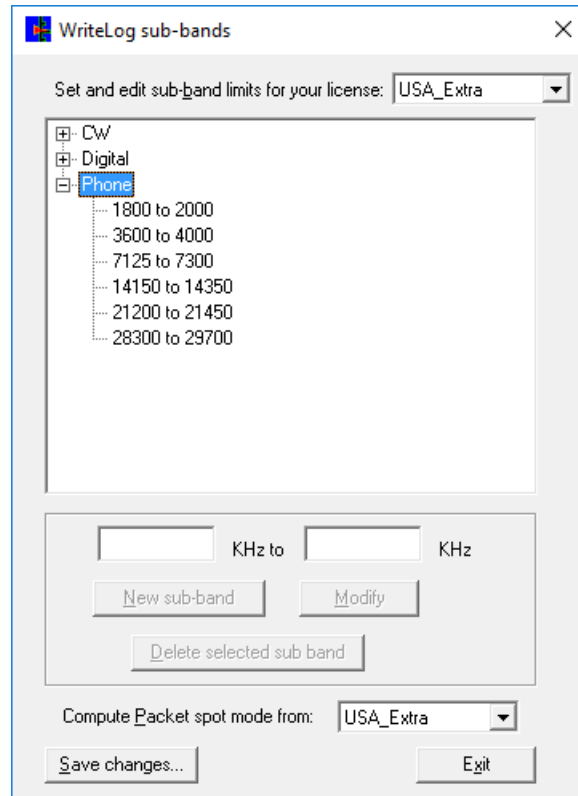 WriteLog sub-bands
Set and edit sub-band limits for your license: USA_Extra
CW
Digital
Phone
1800 to 2000
3600 to 4000
7125 to 7300
14150 to 14350
21200 to 21450
28300 to 29700
KHz to KHz
New sub-band Modify
Delete selected sub band
Compute Packet spot mode from: USA_Extra
Save changes... Exit